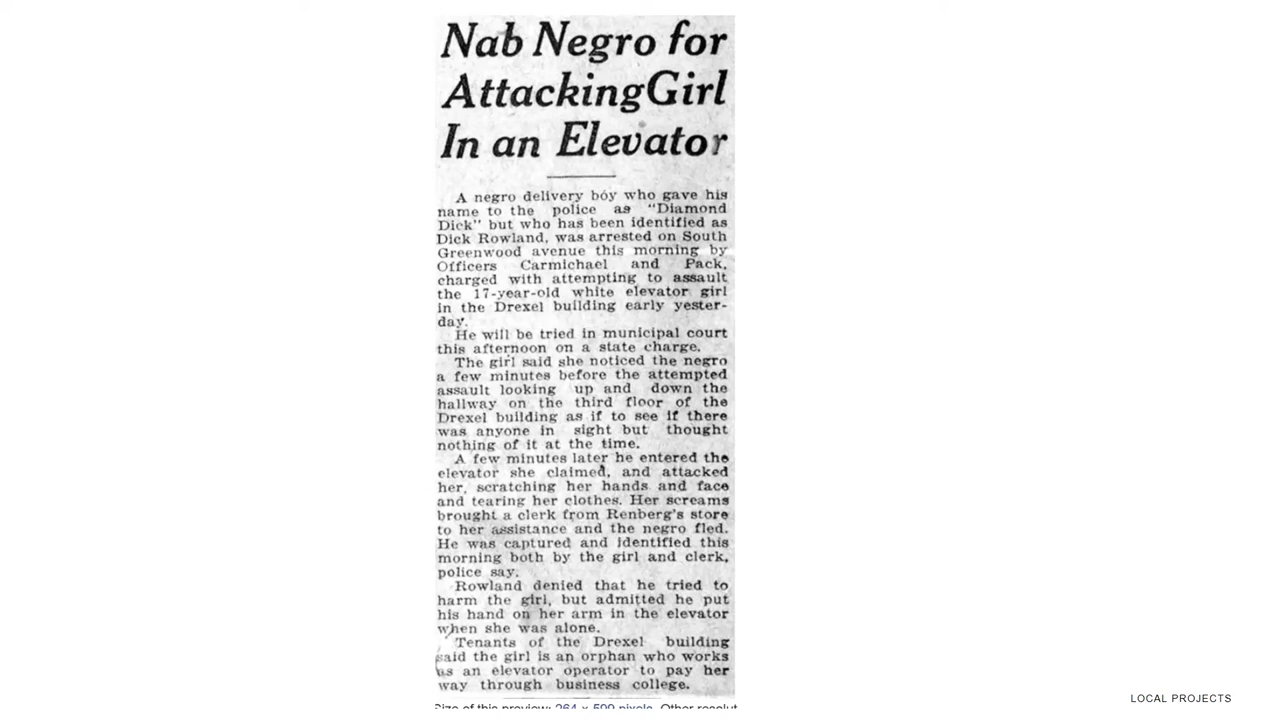 Nab Negro for
Attacking Girl
In an Elevator
A negro delivery boy who gave his
name to the police as "Diamond
Dick" but who has been identified as
Dick Rowland, was arrested on South
Greenwood avenue this morning by
Officers Carmichael and Pack,
charged with attempting to assault
the 17-year-old white elevator girl
in the Drexel building early yester-
day.
He will be tried in municipal court
this afternoon on a state charge.
The girl said she noticed the negro
a few minutes before the attempted
assault looking up and down the
hallway on the third floor of the
Drexel building as if to see if there
was anyone in sight but thought
nothing of it at the time.
A few minutes later he entered the
elevator she claimed, and attacked
her, scratching her hands and face
and tearing her clothes. Her screams
brought a clerk from Renberg's store
to her assistance and the negro fled.
He was captured and identified this
morning both by the girl and clerk,
police say.
Rowland denied that he tried to
harm the girl, but admitted he put
his hand on her arm in the elevator
when she was alone.
Tenants of the Drexel building
said the girl is an orphan who works
as an elevator operator to pay her
way through business college.
Size of this preview: 264 × 599 pixels. Other resolut
LOCAL PROJECTS